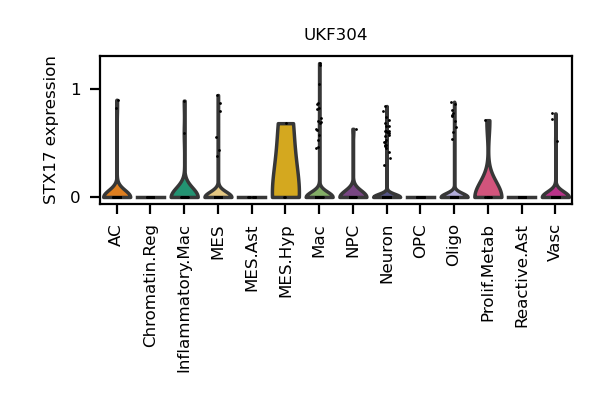 UKF304
STX17 expression
1
0
AC
Chromatin.Reg
Inflammatory.Mac
MES
MES.Ast
MES.Hyp
Mac
NPC
Neuron
OPC
Oligo
Prolif.Metab
Reactive.Ast
Vasc